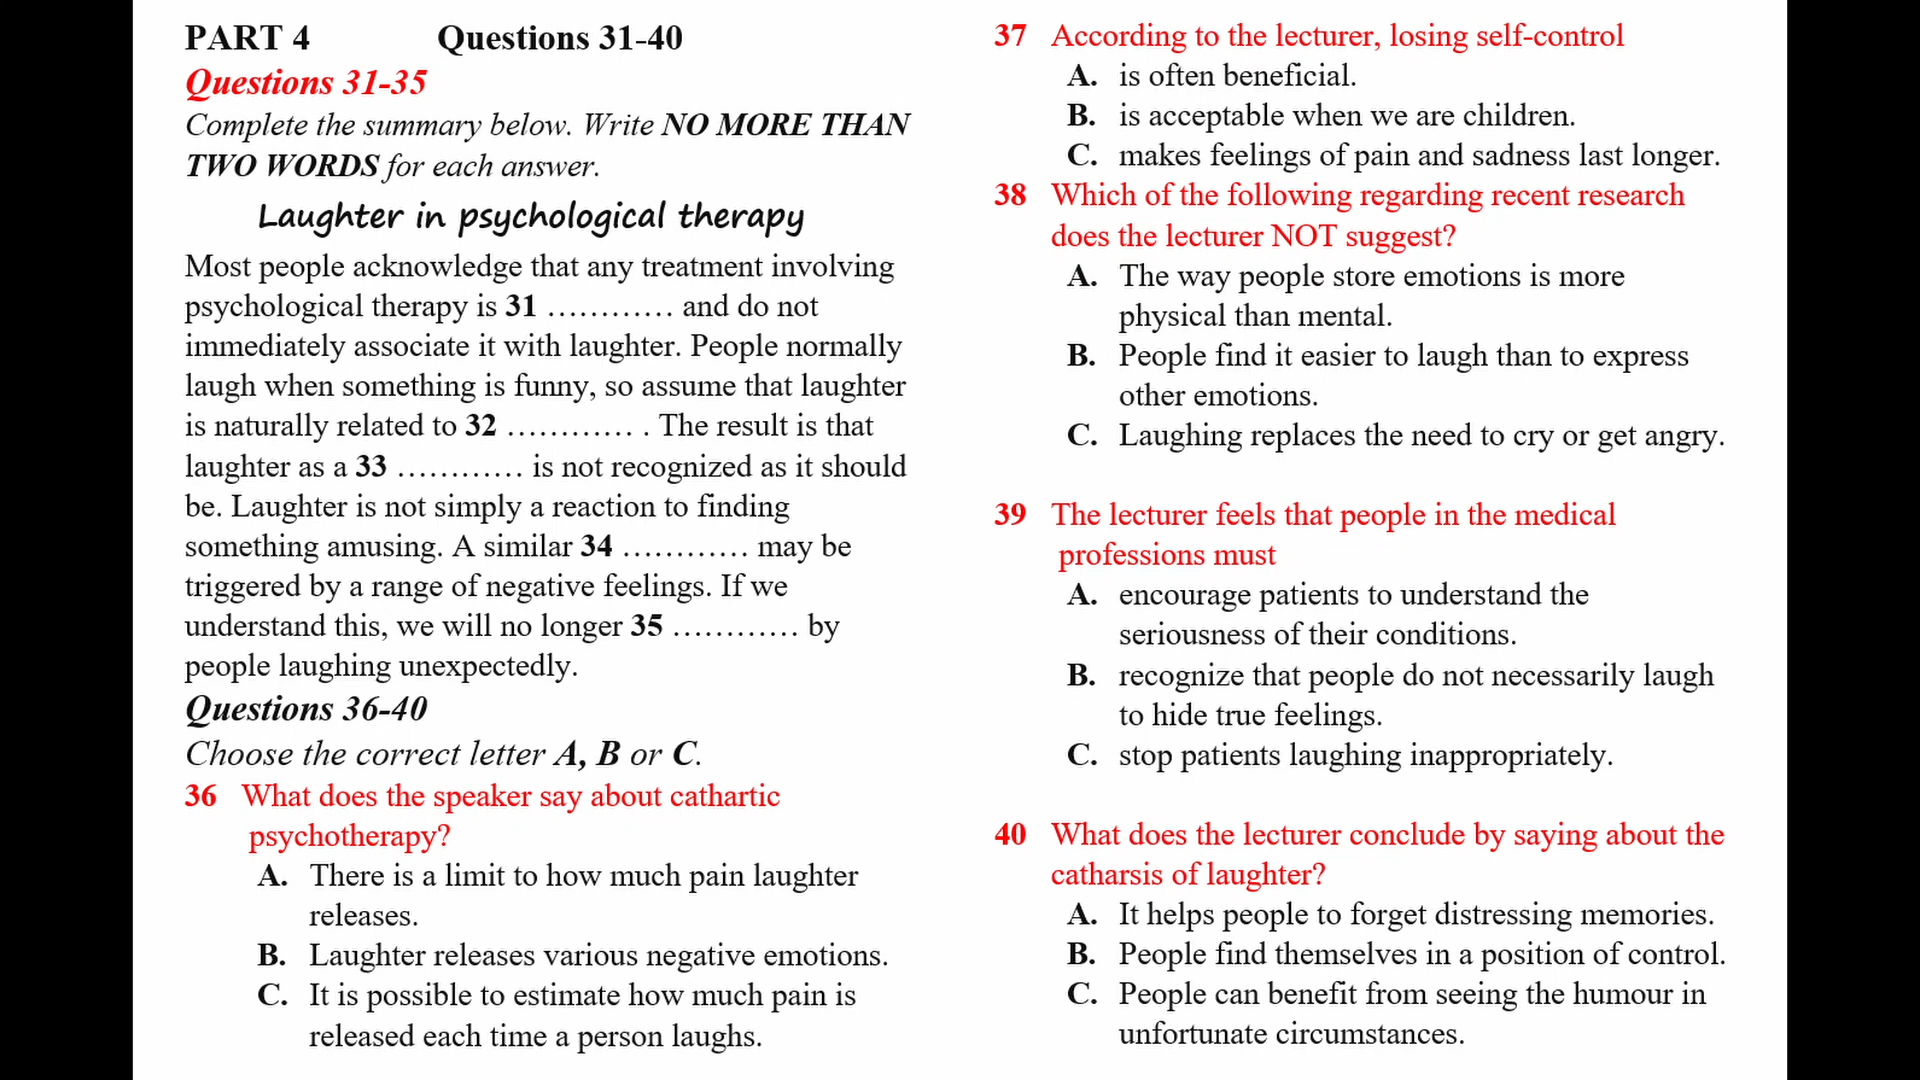 PART 4 Questions 31-40
Questions 31-35
Complete the summary below. Write NO MORE THAN
TWO WORDS for each answer.
Laughter in psychological therapy
Most people acknowledge that any treatment involving
psychological therapy is 31 ………… and do not
immediately associate it with laughter. People normally
laugh when something is funny, so assume that laughter
is naturally related to 32 ………… . The result is that
laughter as a 33 ………… is not recognized as it should
be. Laughter is not simply a reaction to finding
something amusing. A similar 34 ………… may be
triggered by a range of negative feelings. If we
understand this, we will no longer 35 ………… by
people laughing unexpectedly.
Questions 36-40
Choose the correct letter A, B or C.
36 What does the speaker say about cathartic
psychotherapy?
A. There is a limit to how much pain laughter
releases.
B. Laughter releases various negative emotions.
C. It is possible to estimate how much pain is
released each time a person laughs.
37 According to the lecturer, losing self-control
A. is often beneficial.
B. is acceptable when we are children.
C. makes feelings of pain and sadness last longer.
38 Which of the following regarding recent research
does the lecturer NOT suggest?
A. The way people store emotions is more
physical than mental.
B. People find it easier to laugh than to express
other emotions.
C. Laughing replaces the need to cry or get angry.
39 The lecturer feels that people in the medical
professions must
A. encourage patients to understand the
seriousness of their conditions.
B. recognize that people do not necessarily laugh
to hide true feelings.
C. stop patients laughing inappropriately.
40 What does the lecturer conclude by saying about the
catharsis of laughter?
A. It helps people to forget distressing memories.
B. People find themselves in a position of control.
C. People can benefit from seeing the humour in
unfortunate circumstances.